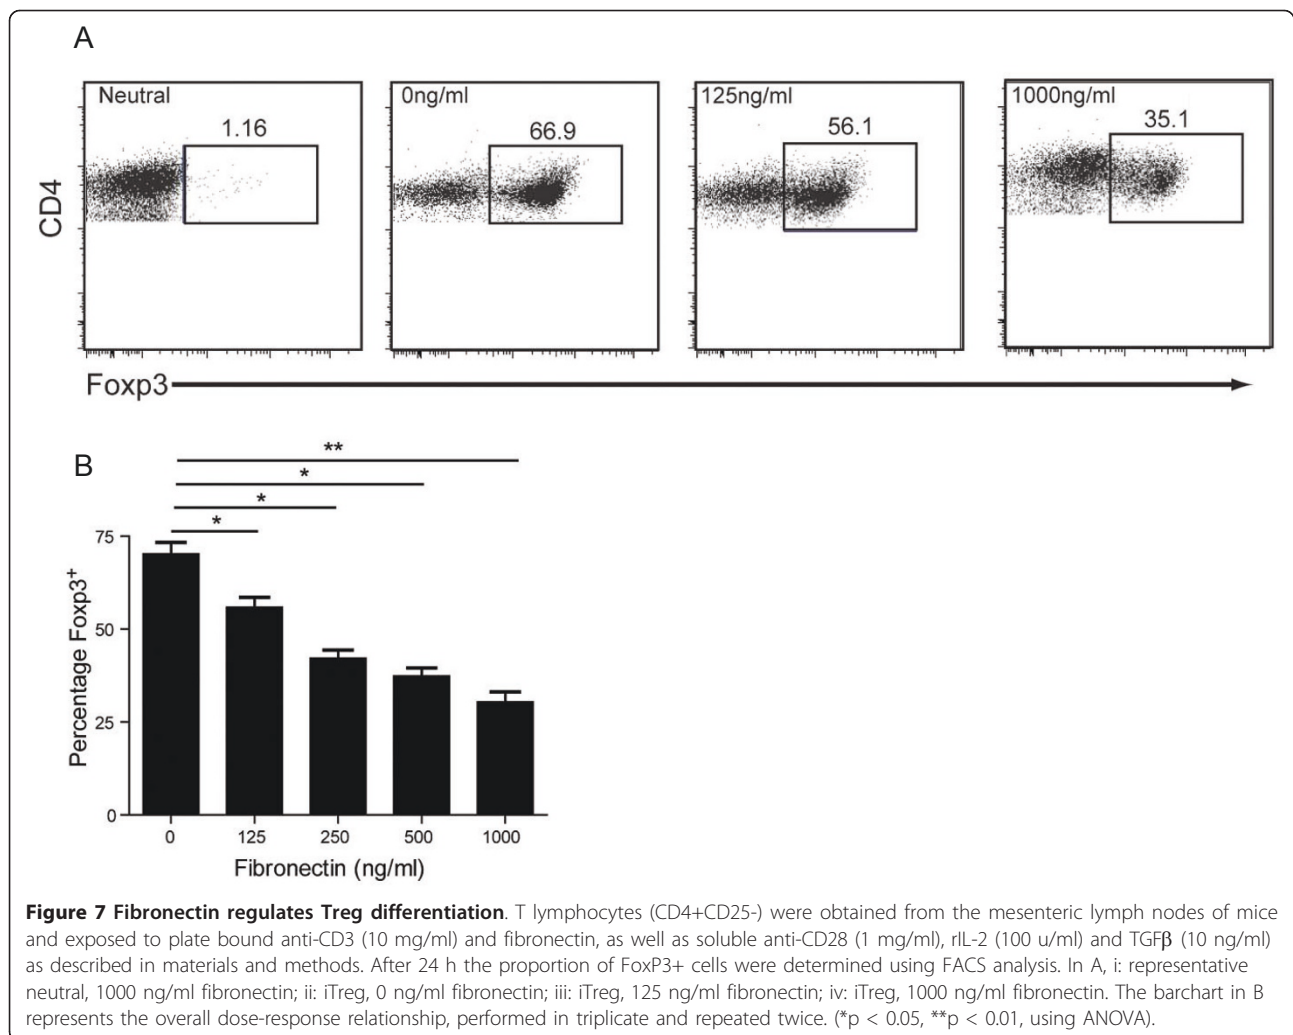 A
Neutral
0ng/ml
125ng/ml
1000ng/ml
1.16
66.9
56.1
35.1
CD4
Foxp3
B
**
*
*
*
75
50
25
0
Percentage Foxp3+
0 125 250 500 1000
Fibronectin (ng/ml)
Figure 7 Fibronectin regulates Treg differentiation. T lymphocytes (CD4+CD25-) were obtained from the mesenteric lymph nodes of mice
and exposed to plate bound anti-CD3 (10 mg/ml) and fibronectin, as well as soluble anti-CD28 (1 mg/ml), rIL-2 (100 u/ml) and TGFβ (10 ng/ml)
as described in materials and methods. After 24 h the proportion of FoxP3+ cells were determined using FACS analysis. In A, i: representative
neutral, 1000 ng/ml fibronectin; ii: iTreg, 0 ng/ml fibronectin; iii: iTreg, 125 ng/ml fibronectin; iv: iTreg, 1000 ng/ml fibronectin. The barchart in B
represents the overall dose-response relationship, performed in triplicate and repeated twice. (*p < 0.05, **p < 0.01, using ANOVA).